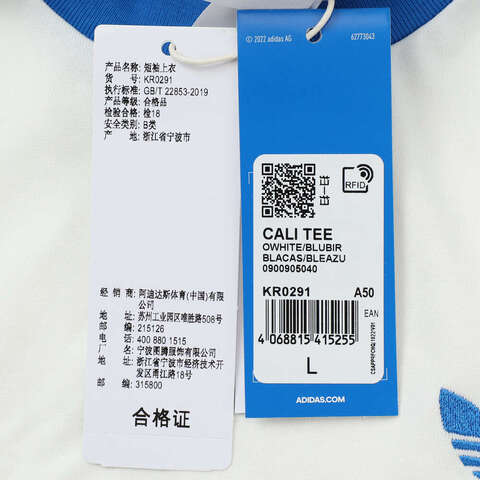 产品名称: 短袖上衣
货 号: KR0291
执行标准: GB/T 22853-2019
产品等级: 合格品
检验合格: 检18
安全类别: B类
产 地: 浙江省宁波市
经 销 商: 阿迪达斯体育(中国)有限
公司
地 址: 苏州工业园区唯胜路508号
邮 编: 215126
电 话: 400 880 1515
制 造 商: 宁波图腾服饰有限公司
地 址: 浙江省宁波市经济技术开
发区甬江路18号
邮 编: 315800
合格证
© 2022 adidas AG
62773043
RFID
CALI TEE
OWHITE/BLUBIR
BLACAS/BLEAZU
0900905040
KR0291 A50
EAN
4 068815 415255
L
ADIDAS.COM